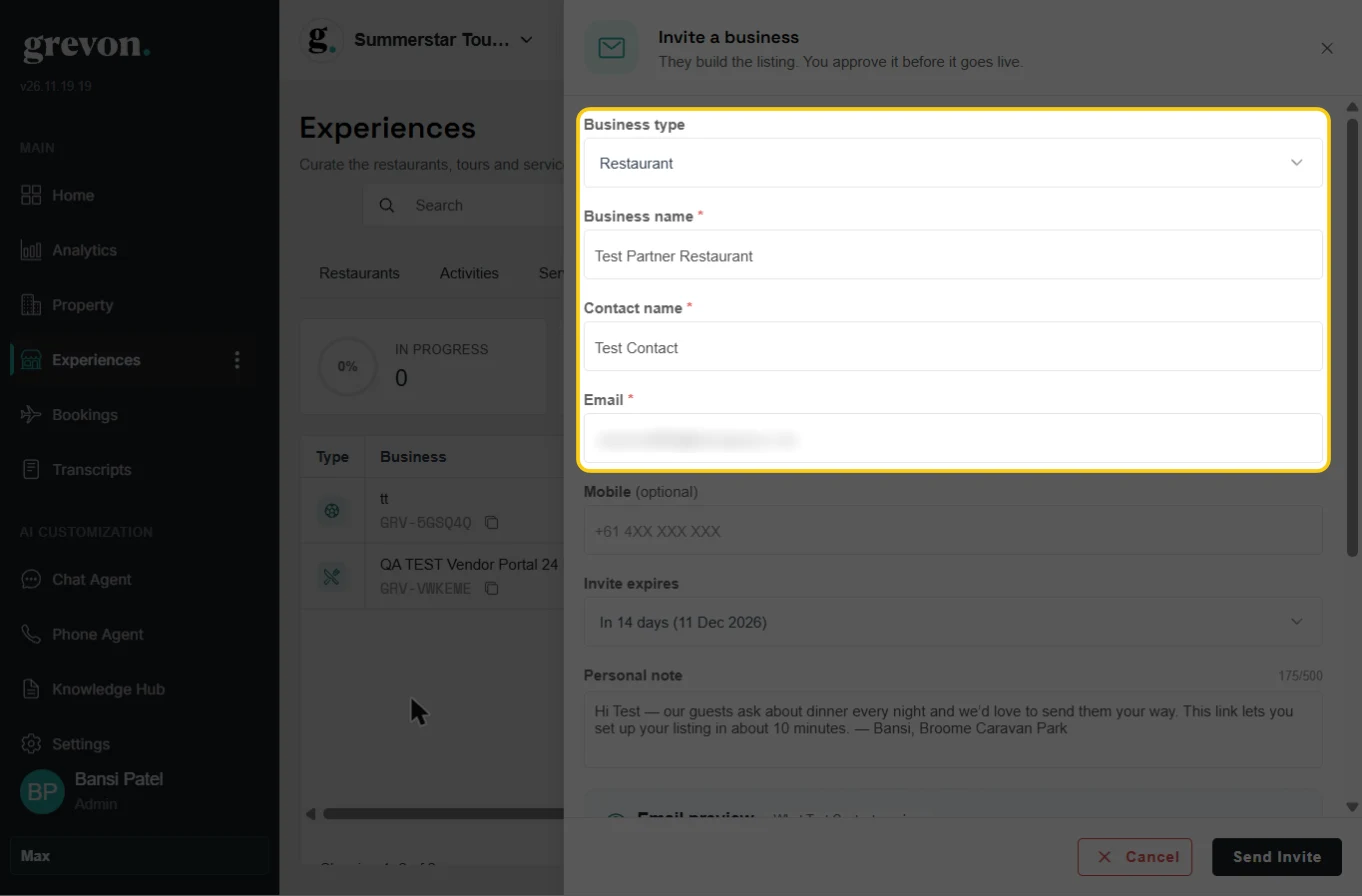 grevon.
v26.11.19.19
MAIN
Home
Analytics
Property
Experiences
Bookings
Transcripts
AI CUSTOMIZATION
Chat Agent
Phone Agent
Knowledge Hub
Settings
BP
Bansi Patel
Admin
Max
g.
Summerstar Tou...
Experiences
Curate the restaurants, tours and servic
Search
Restaurants Activities Ser
0%
IN PROGRESS
0
Type Business
tt
GRV-5GSQ4Q
QA TEST Vendor Portal 24
GRV-VWKEME
Invite a business
They build the listing. You approve it before it goes live.
Business type
Restaurant
Business name *
Test Partner Restaurant
Contact name *
Test Contact
Email *
Mobile (optional)
+61 4XX XXX XXX
Invite expires
In 14 days (11 Dec 2026)
Personal note 175/500
Hi Test — our guests ask about dinner every night and we'd love to send them your way. This link lets you
set up your listing in about 10 minutes. — Bansi, Broome Caravan Park
Email preview
Cancel
Send Invite